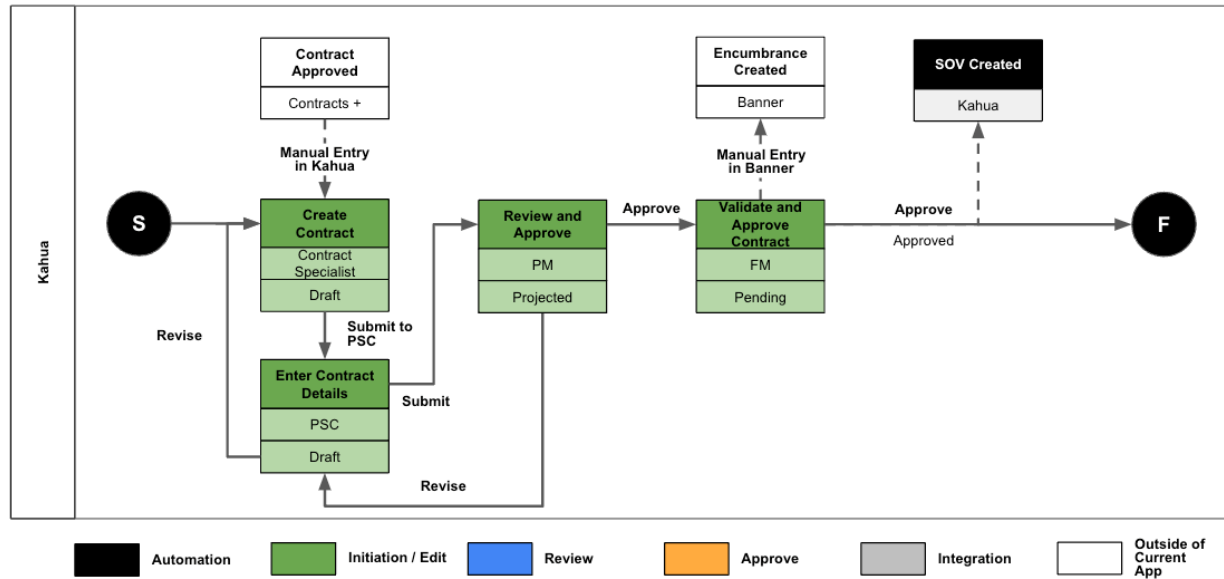 Kahua
Contract
Approved
Contracts +
Manual Entry
in Kahua
S
Create
Contract
Contract
Specialist
Draft
Revise
Submit to
PSC
Enter Contract
Details
PSC
Draft
Submit
Revise
Review and
Approve
PM
Projected
Approve
Encumbrance
Created
Banner
Manual Entry
in Banner
Validate and
Approve
Contract
FM
Pending
SOV Created
Kahua
Approve
Approved
F
Automation
Initiation / Edit
Review
Approve
Integration
Outside of
Current
App